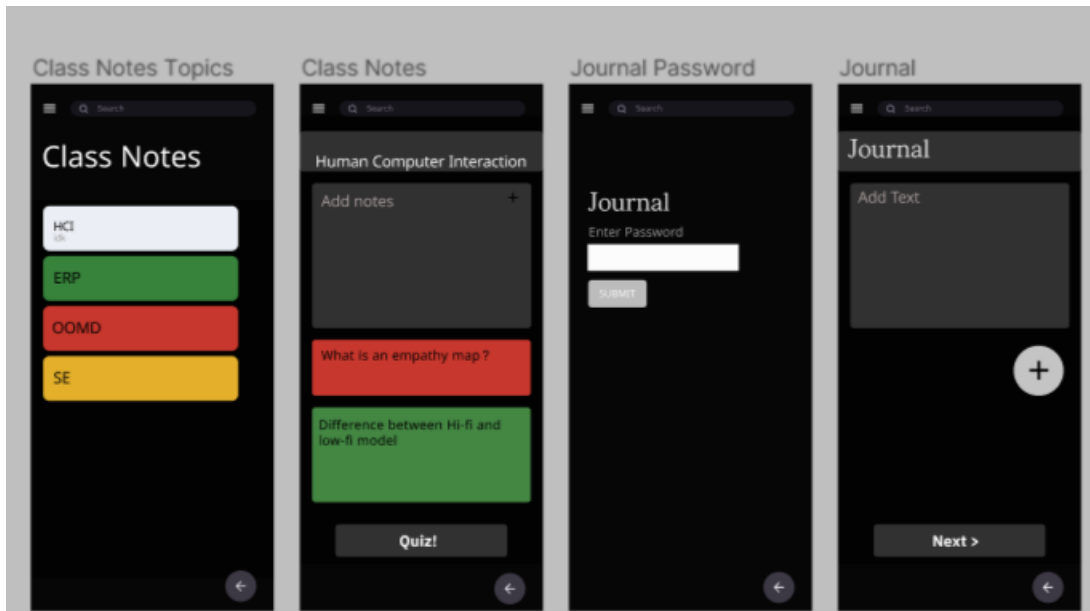 Class Notes Topics
Search
Class Notes
HCI
idk
ERP
OOMD
SE
Class Notes
Search
Human Computer Interaction
Add notes
+
What is an empathy map ?
Difference between Hi-fi and
low-fi model
Quiz!
Journal Password
Search
Journal
Enter Password
SUBMIT
Journal
Search
Journal
Add Text
+
Next >